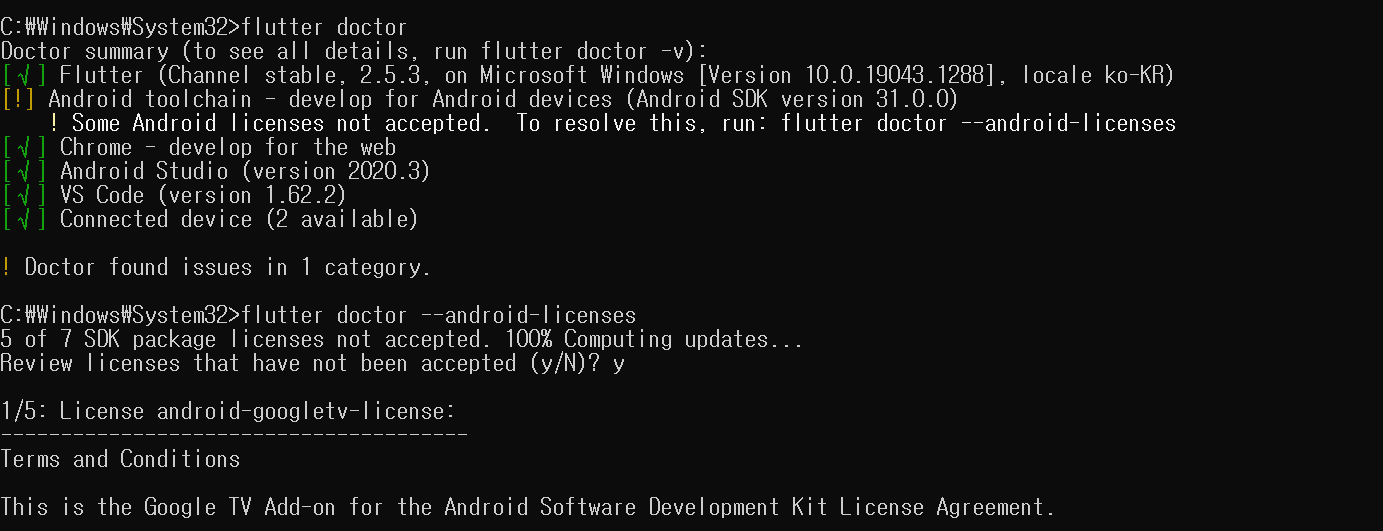 C:₩Windows₩System32>flutter doctor
Doctor summary (to see all details, run flutter doctor -v):
[√] Flutter (Channel stable, 2.5.3, on Microsoft Windows [Version 10.0.19043.1288], locale ko-KR)
[!] Android toolchain - develop for Android devices (Android SDK version 31.0.0)
    ! Some Android licenses not accepted.  To resolve this, run: flutter doctor --android-licenses
[√] Chrome - develop for the web
[√] Android Studio (version 2020.3)
[√] VS Code (version 1.62.2)
[√] Connected device (2 available)
! Doctor found issues in 1 category.
C:₩Windows₩System32>flutter doctor --android-licenses
5 of 7 SDK package licenses not accepted. 100% Computing updates...
Review licenses that have not been accepted (y/N)? y
1/5: License android-googletv-license:
---------------------------------------
Terms and Conditions
This is the Google TV Add-on for the Android Software Development Kit License Agreement.